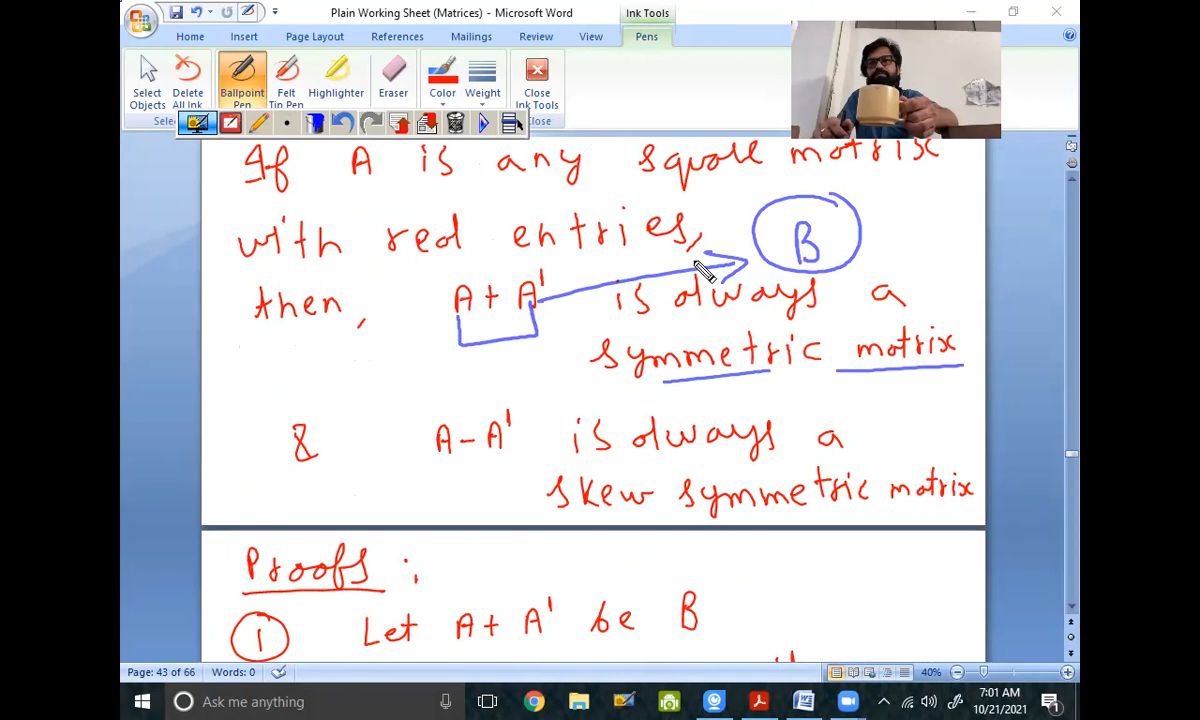 Plain Working Sheet (Matrices) - Microsoft Word
Ink Tools
Home Insert Page Layout References Mailings Review View Pens
Select Objects
Delete All Ink
Ballpoint Pen
Felt Tip Pen
Highlighter
Eraser
Color
Weight
Close Ink Tools
Close
If A is any square matrix
with real entries,
B
then, A + A' is always a
symmetric matrix
& A - A' is always a
skew symmetric matrix
Proofs :
1 Let A + A' be B
Page: 43 of 66 Words: 0 40%
Ask me anything
7:01 AM
10/21/2021
1